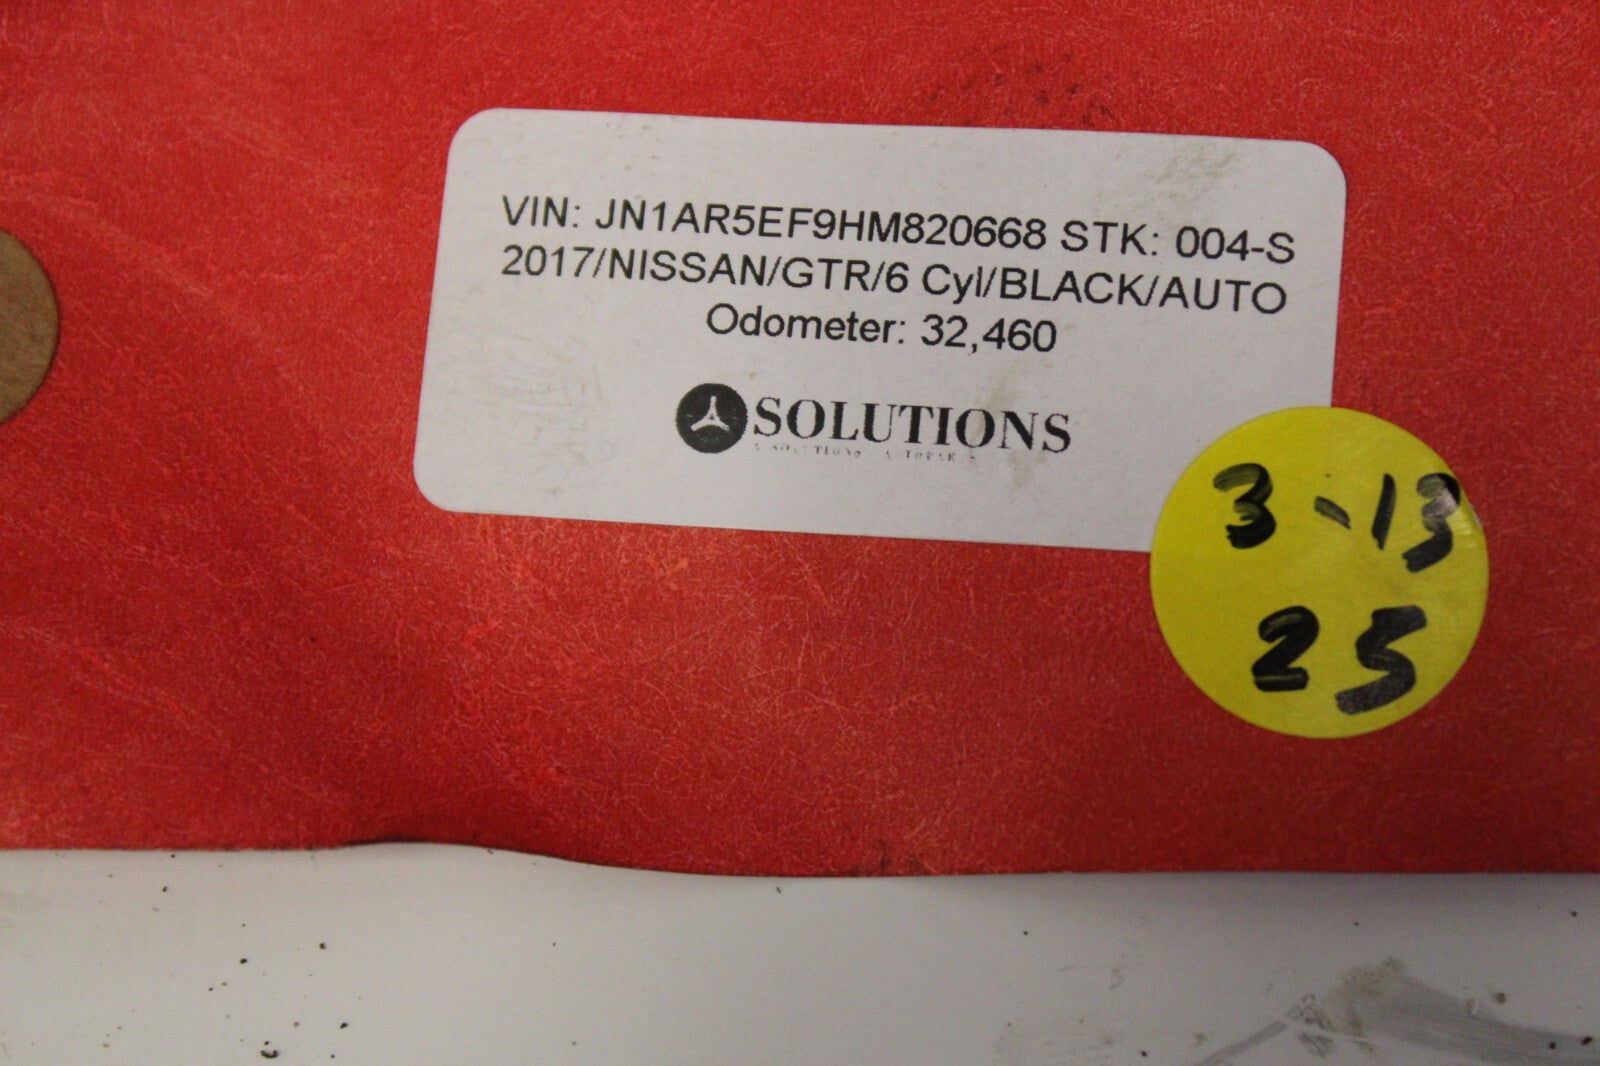 VIN: JN1AR5EF9HM820668 STK: 004-S
2017/NISSAN/GTR/6 Cyl/BLACK/AUTO
Odometer: 32,460
SOLUTIONS
3-13
25